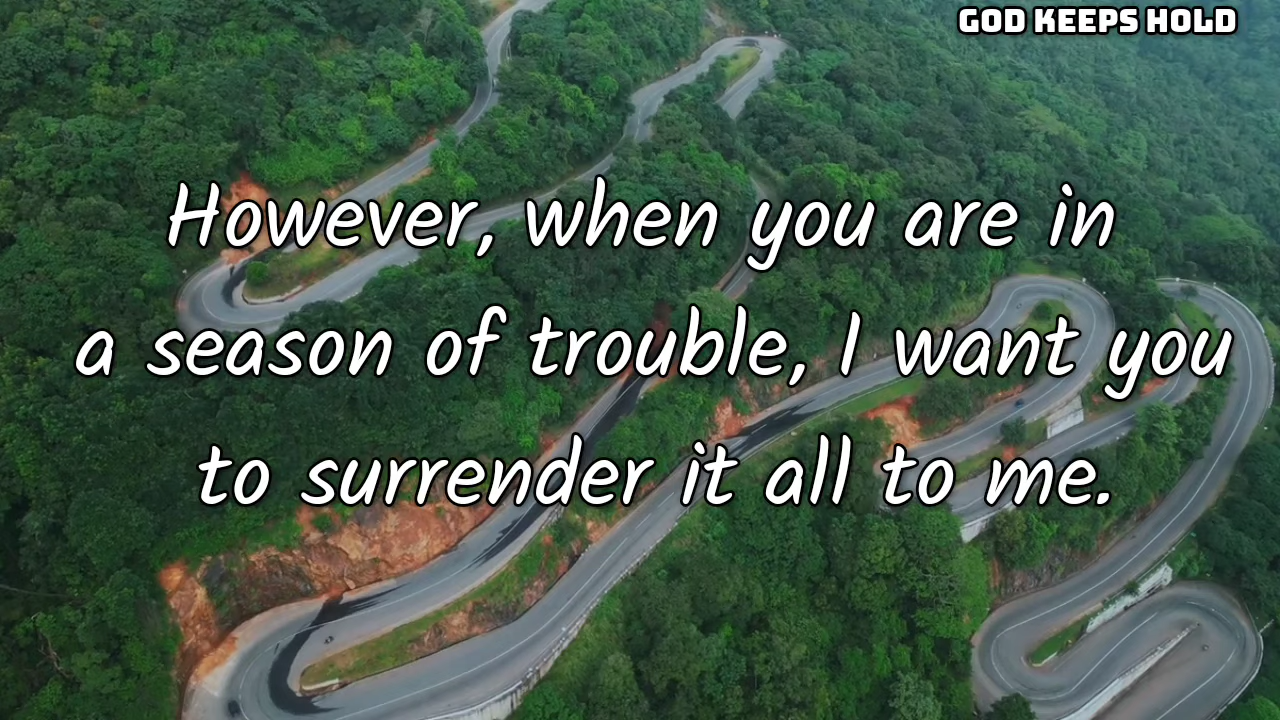 GOD KEEPS HOLD
However, when you are in
a season of trouble, I want you
to surrender it all to me.